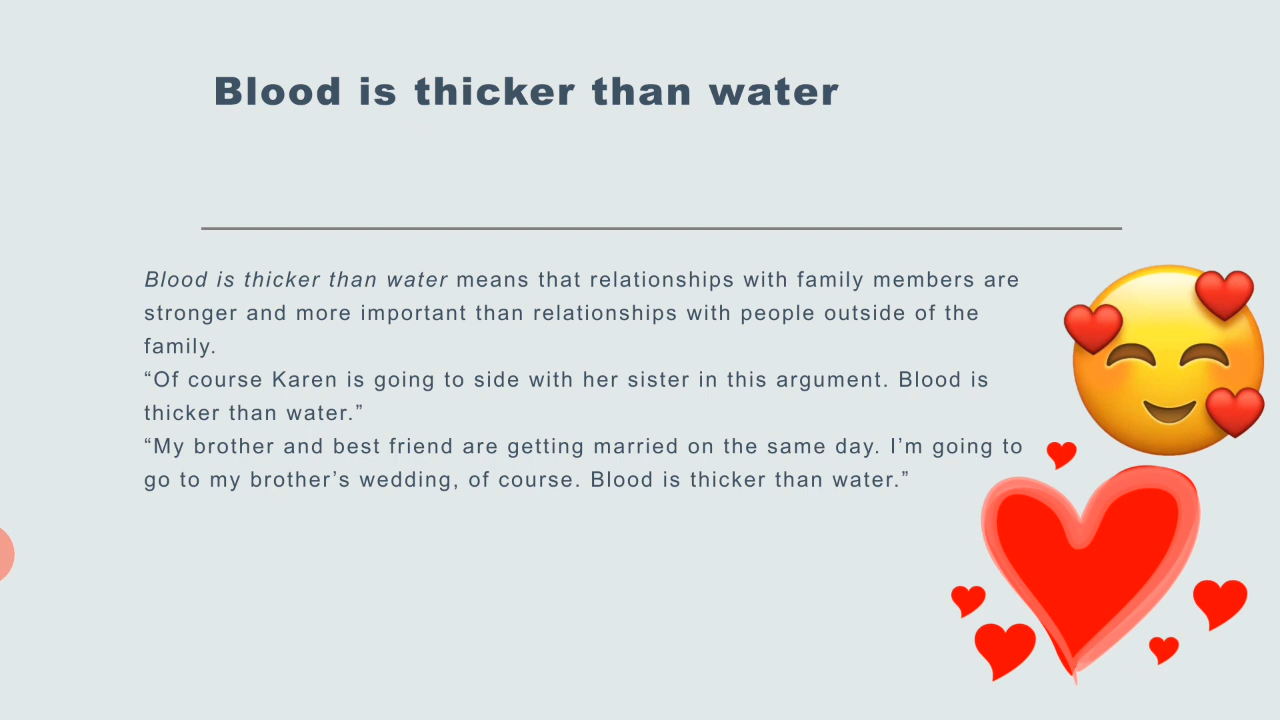 Blood is thicker than water
Blood is thicker than water means that relationships with family members are
stronger and more important than relationships with people outside of the
family.
“Of course Karen is going to side with her sister in this argument. Blood is
thicker than water.”
“My brother and best friend are getting married on the same day. I’m going to
go to my brother’s wedding, of course. Blood is thicker than water.”